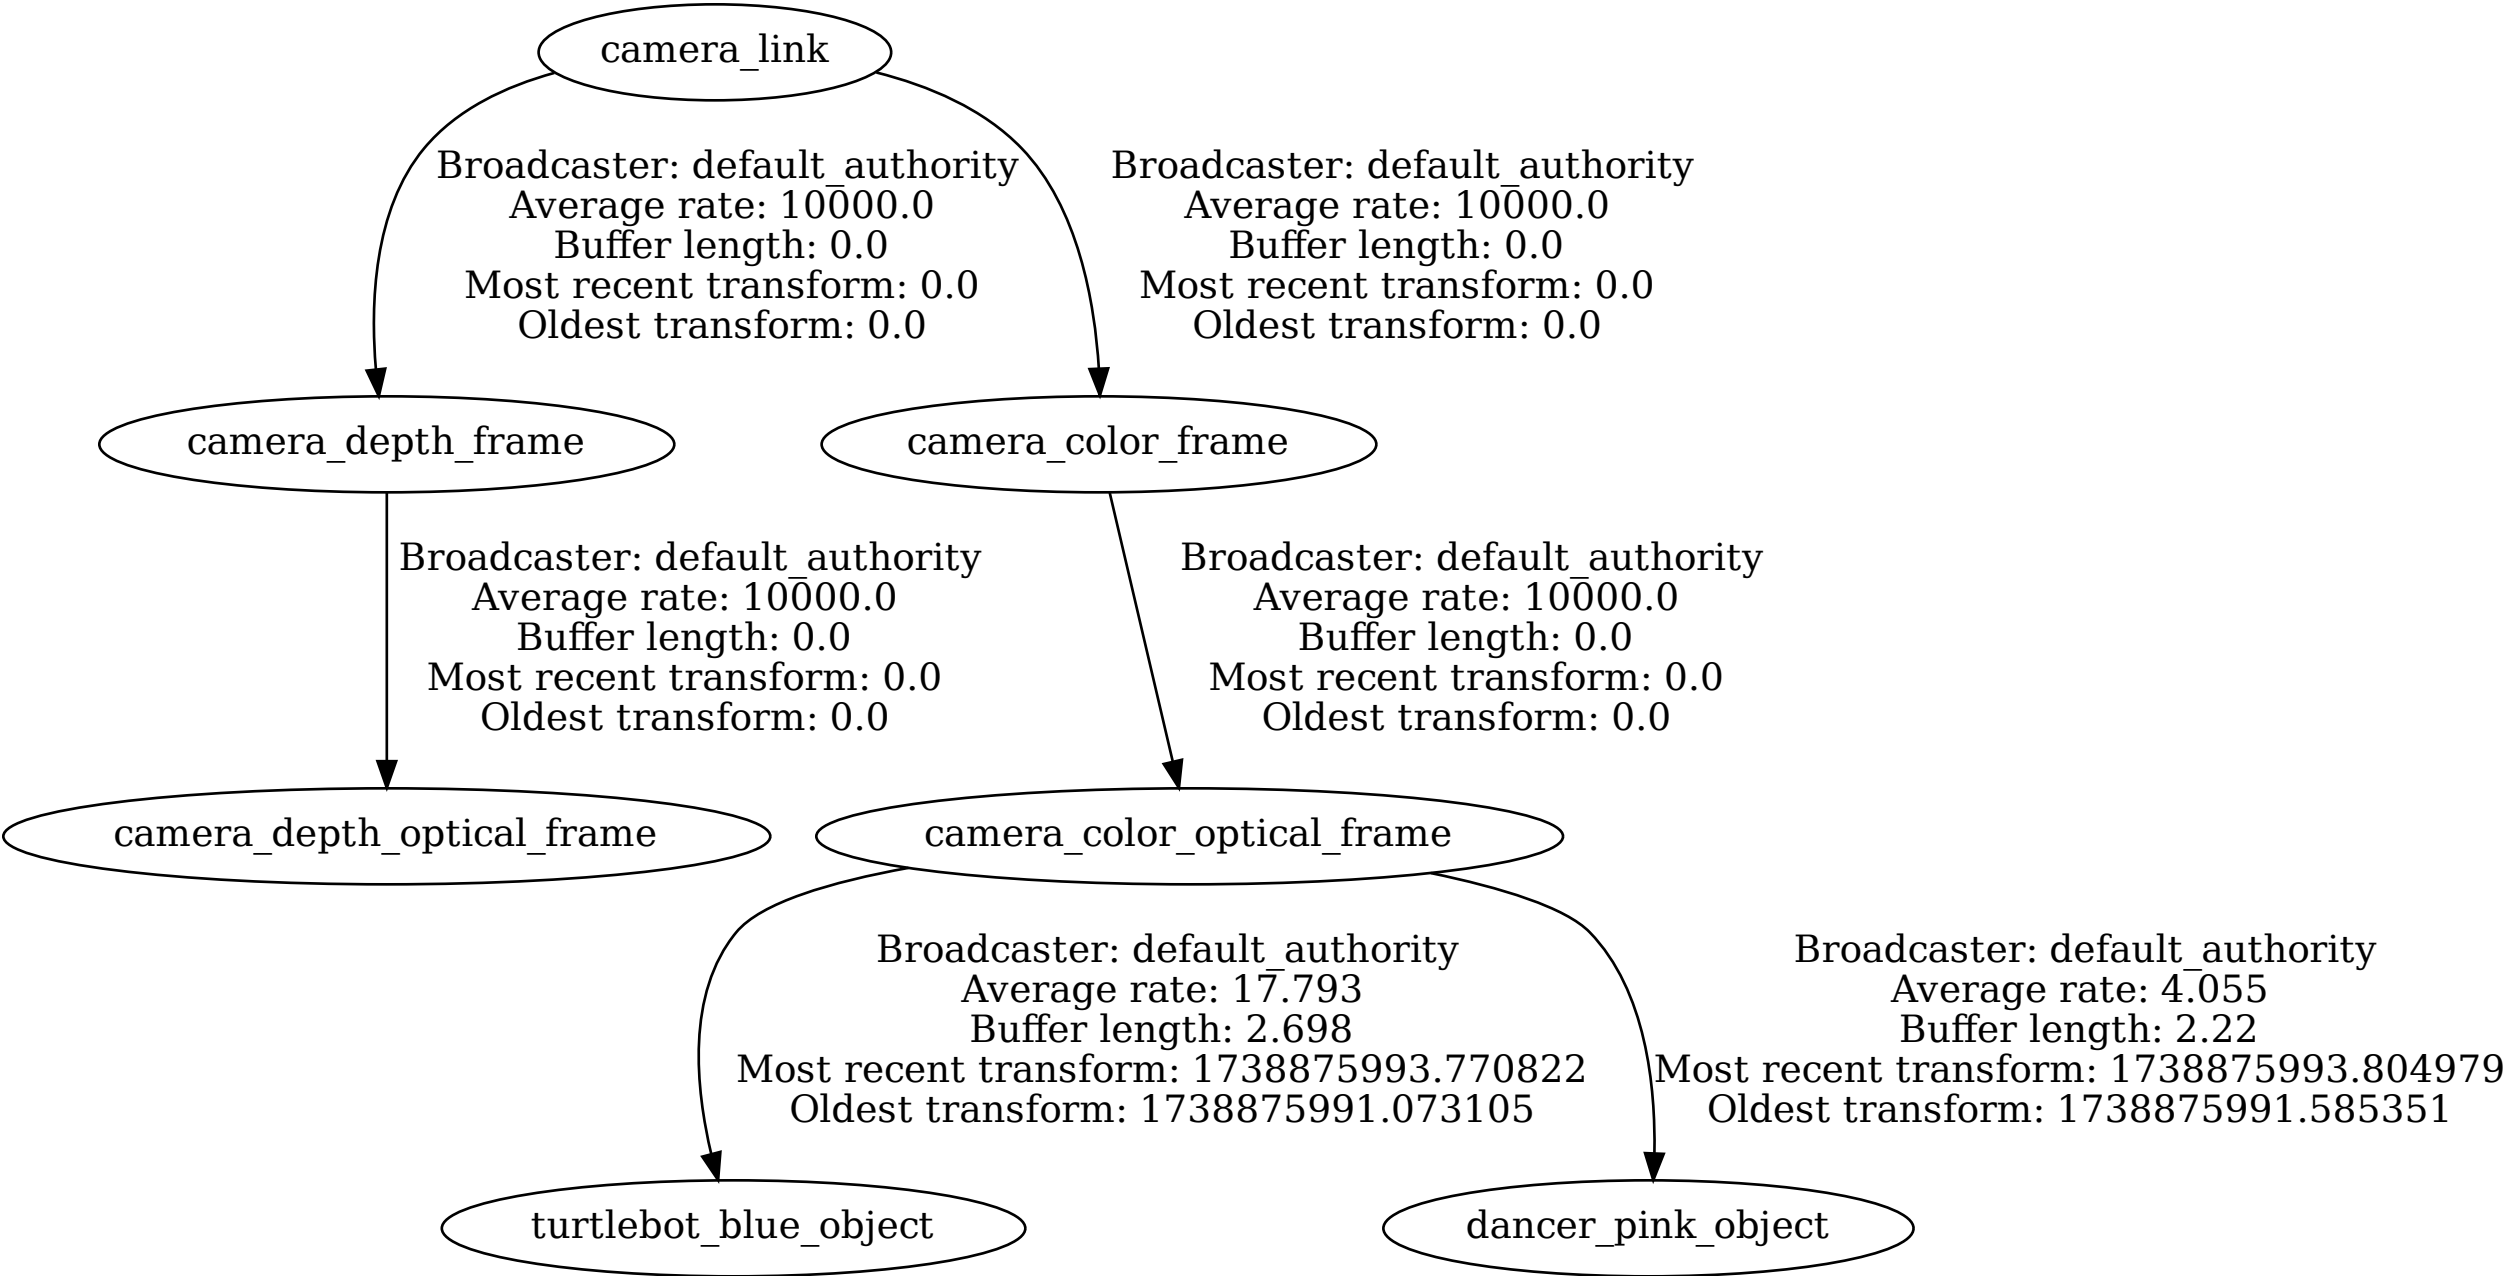 camera_link
Broadcaster: default_authority
Average rate: 10000.0
Buffer length: 0.0
Most recent transform: 0.0
Oldest transform: 0.0
Broadcaster: default_authority
Average rate: 10000.0
Buffer length: 0.0
Most recent transform: 0.0
Oldest transform: 0.0
camera_depth_frame
camera_color_frame
Broadcaster: default_authority
Average rate: 10000.0
Buffer length: 0.0
Most recent transform: 0.0
Oldest transform: 0.0
Broadcaster: default_authority
Average rate: 10000.0
Buffer length: 0.0
Most recent transform: 0.0
Oldest transform: 0.0
camera_depth_optical_frame
camera_color_optical_frame
Broadcaster: default_authority
Average rate: 17.793
Buffer length: 2.698
Most recent transform: 1738875993.770822
Oldest transform: 1738875991.073105
Broadcaster: default_authority
Average rate: 4.055
Buffer length: 2.22
Most recent transform: 1738875993.804979
Oldest transform: 1738875991.585351
turtlebot_blue_object
dancer_pink_object